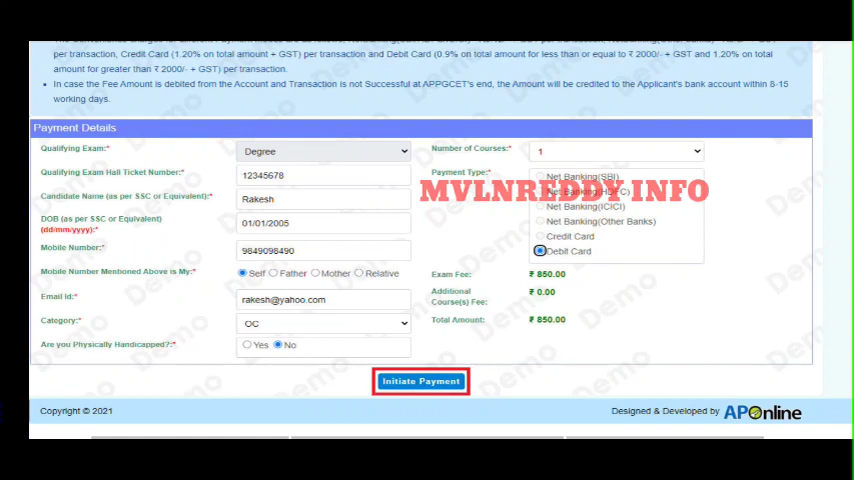 per transaction, Credit Card (1.20% on total amount + GST) per transaction and Debit Card (0.9% on total amount for less than or equal to ₹ 2000/- + GST and 1.20% on total
amount for greater than ₹ 2000/- + GST) per transaction.
• In case the Fee Amount is debited from the Account and Transaction is not Successful at APPGCET's end, the Amount will be credited to the Applicant's bank account within 8-15
working days.
Payment Details
Qualifying Exam:* Degree
Number of Courses:* 1
Qualifying Exam Hall Ticket Number:* 12345678
Payment Type:* Net Banking(SBI)
Net Banking(HDFC)
Net Banking(ICICI)
Net Banking(Other Banks)
Credit Card
Debit Card
MVLNREDDY INFO
Candidate Name (as per SSC or Equivalent):* Rakesh
DOB (as per SSC or Equivalent)
(dd/mm/yyyy):* 01/01/2005
Mobile Number:* 9849098490
Mobile Number Mentioned Above is My:* Self Father Mother Relative
Exam Fee: ₹ 850.00
Email Id:* rakesh@yahoo.com
Additional
Course(s) Fee: ₹ 0.00
Category:* OC
Total Amount: ₹ 850.00
Are you Physically Handicapped?:* Yes No
Initiate Payment
Copyright © 2021
Designed & Developed by APOnline
Demo